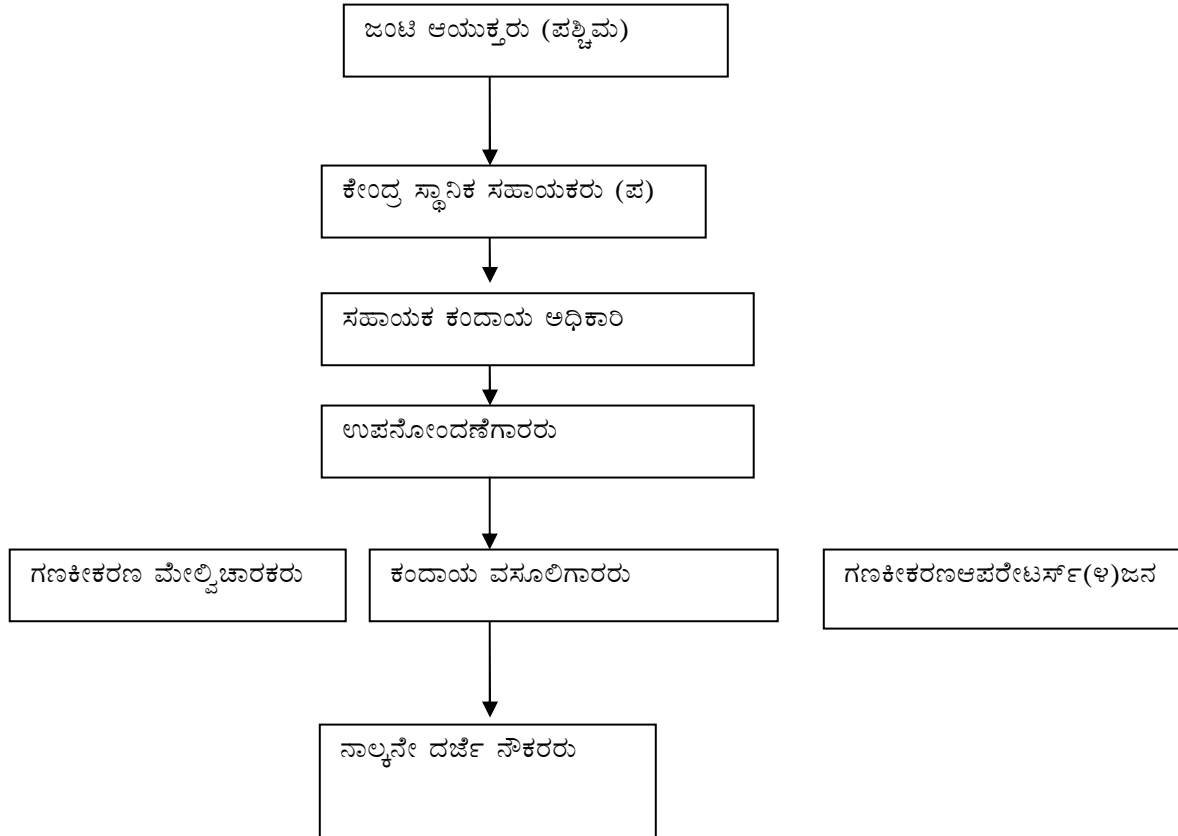 ಜಂಟಿ ಆಯುಕ್ತರು (ಪಶ್ಚಿಮ)
ಕೇಂದ್ರ ಸ್ಥಾನಿಕ ಸಹಾಯಕರು (ಪ)
ಸಹಾಯಕ ಕಂದಾಯ ಅಧಿಕಾರಿ
ಉಪನೋಂದಣೆಗಾರರು
ಗಣಕೀಕರಣ ಮೇಲ್ವಿಚಾರಕರು
ಕಂದಾಯ ವಸೂಲಿಗಾರರು
ಗಣಕೀಕರಣಆಪರೇಟರ್ಸ್(೪)ಜನ
ನಾಲ್ಕನೇ ದರ್ಜೆ ನೌಕರರು